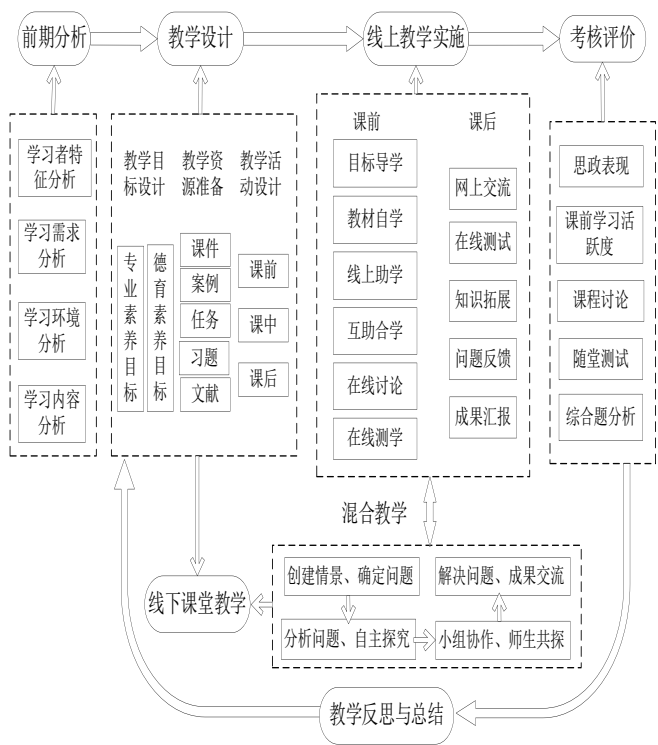 前期分析
教学设计
线上教学实施
考核评价
学习者特
征分析
学习需求
分析
学习环境
分析
学习内容
分析
教学目
标设计
教学资
源准备
教学活
动设计
专业素养目标
德育素养目标
课件
案例
任务
习题
文献
课前
课中
课后
课前
目标导学
教材自学
线上助学
互助合学
在线讨论
在线测学
课后
网上交流
在线测试
知识拓展
问题反馈
成果汇报
思政表现
课前学习活
跃度
课程讨论
随堂测试
综合题分析
混合教学
线下课堂教学
创建情景、确定问题
解决问题、成果交流
分析问题、自主探究
小组协作、师生共探
教学反思与总结